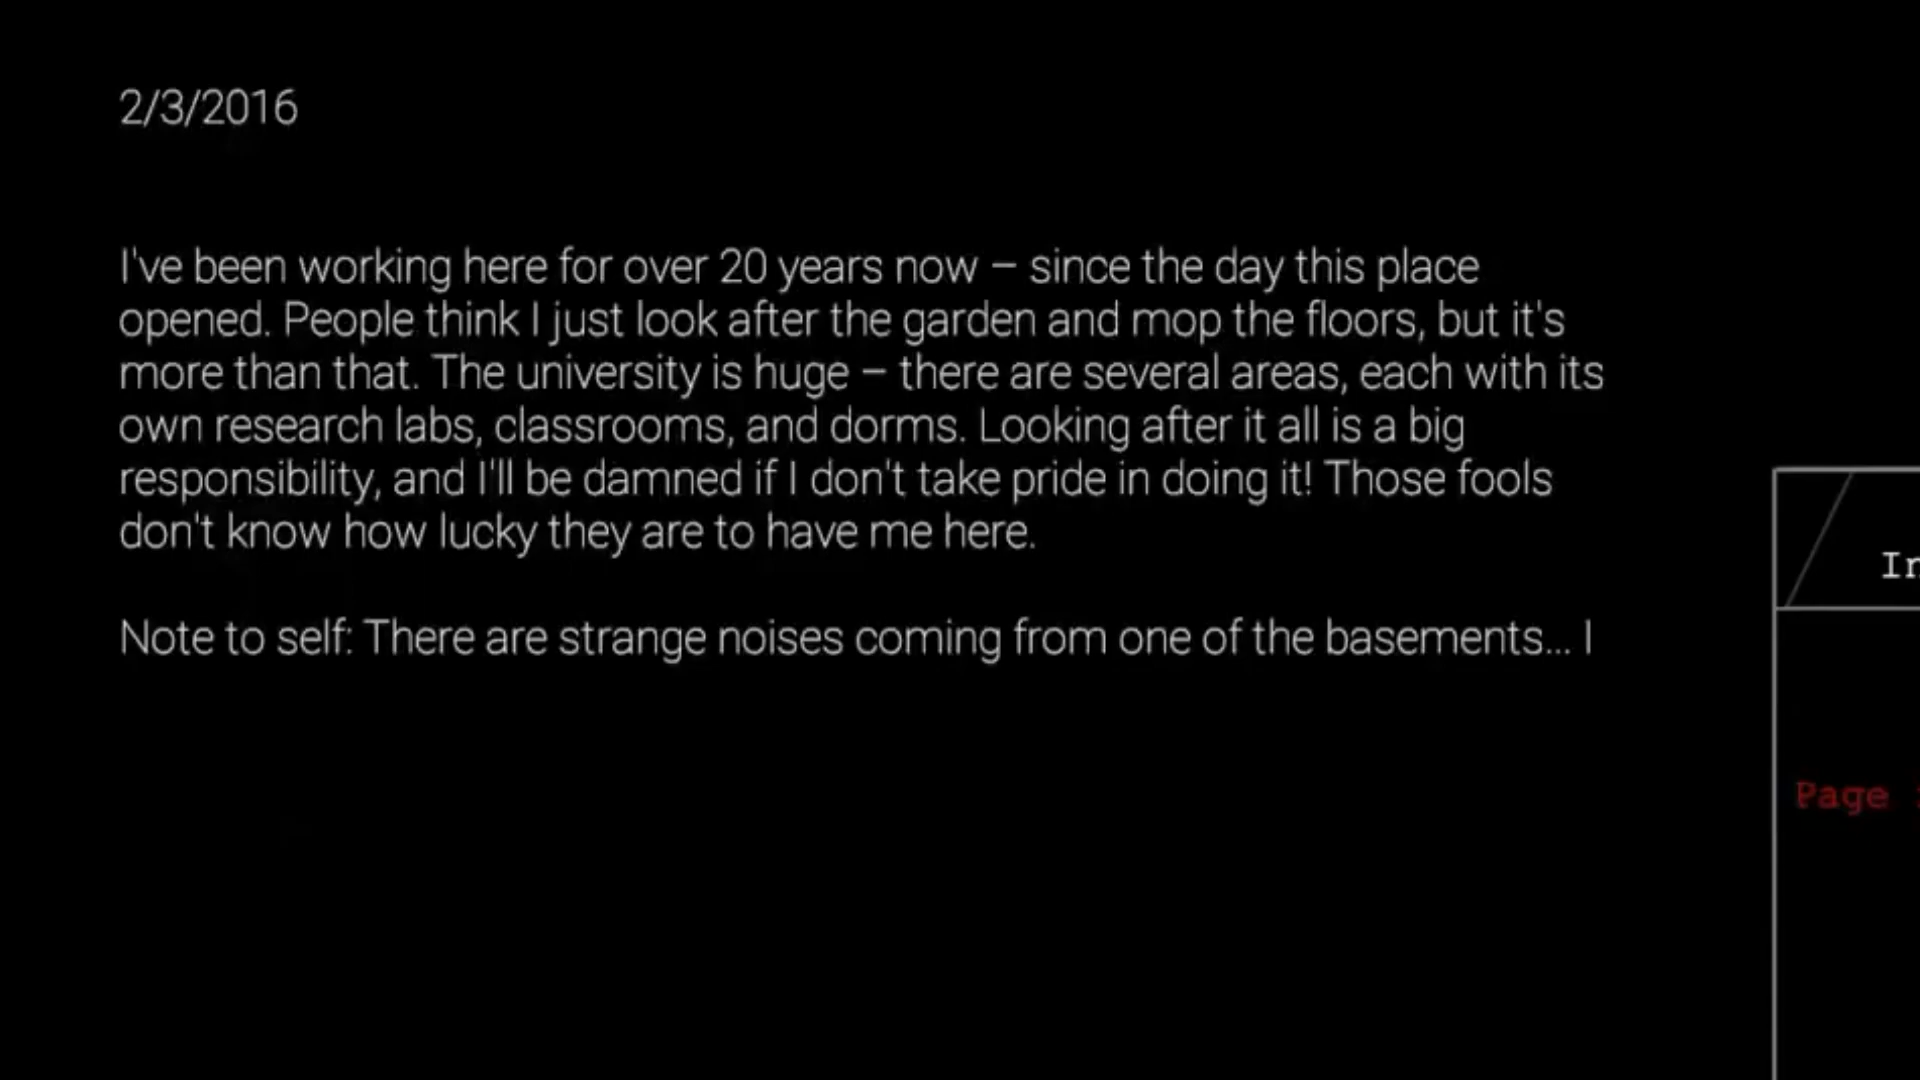 2/3/2016
I've been working here for over 20 years now – since the day this place
opened. People think I just look after the garden and mop the floors, but it's
more than that. The university is huge – there are several areas, each with its
own research labs, classrooms, and dorms. Looking after it all is a big
responsibility, and I'll be damned if I don't take pride in doing it! Those fools
don't know how lucky they are to have me here.
Note to self: There are strange noises coming from one of the basements... I
In
Page